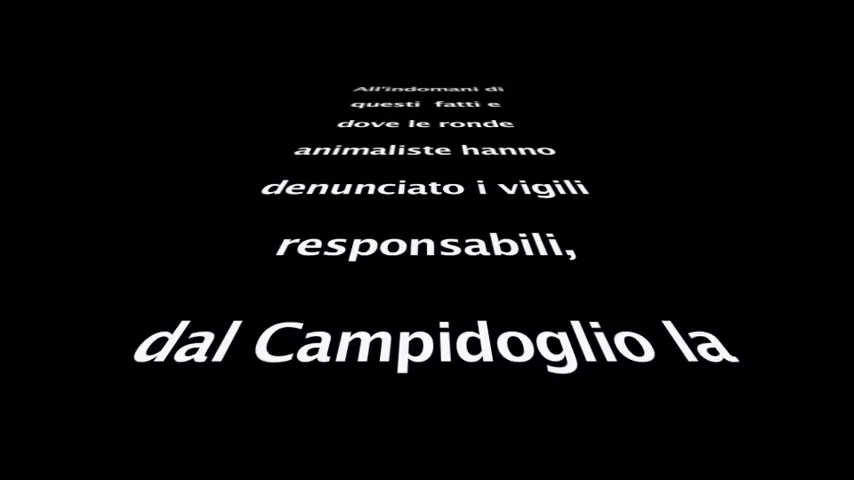 All'indomani di
questi fatti e
dove le ronde
animaliste hanno
denunciato i vigili
responsabili,
dal Campidoglio la